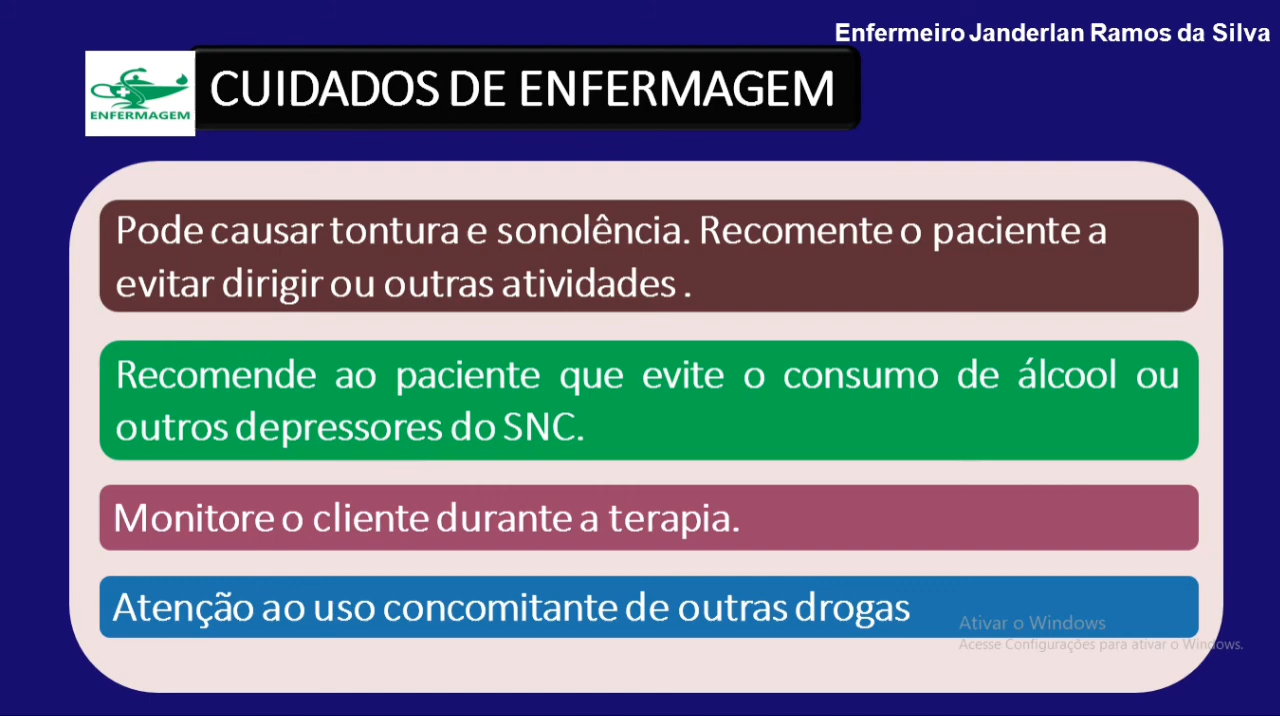 Enfermeiro Janderlan Ramos da Silva
ENFERMAGEM
CUIDADOS DE ENFERMAGEM
Pode causar tontura e sonolência. Recomente o paciente a
evitar dirigir ou outras atividades .
Recomende ao paciente que evite o consumo de álcool ou
outros depressores do SNC.
Monitore o cliente durante a terapia.
Atenção ao uso concomitante de outras drogas
Ativar o Windows
Acesse Configurações para ativar o Windows.